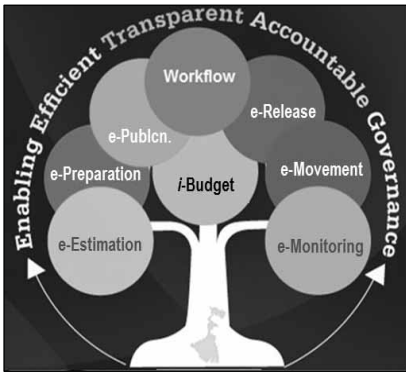 Enabling Efficient Transparent Accountable Governance
Workflow
e-Publcn.
e-Release
e-Preparation
i-Budget
e-Movement
e-Estimation
e-Monitoring